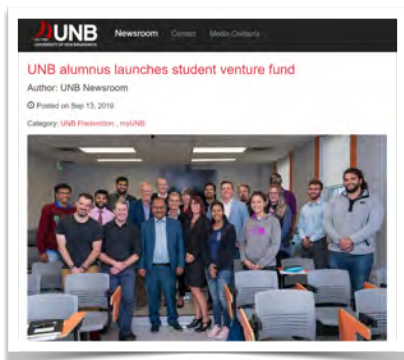 UNB
UNIVERSITY OF NEW BRUNSWICK
Newsroom
Contact
Media Contacts
UNB alumnus launches student venture fund
Author: UNB Newsroom
Posted on Sep 13, 2019
Category: UNB Fredericton , myUNB